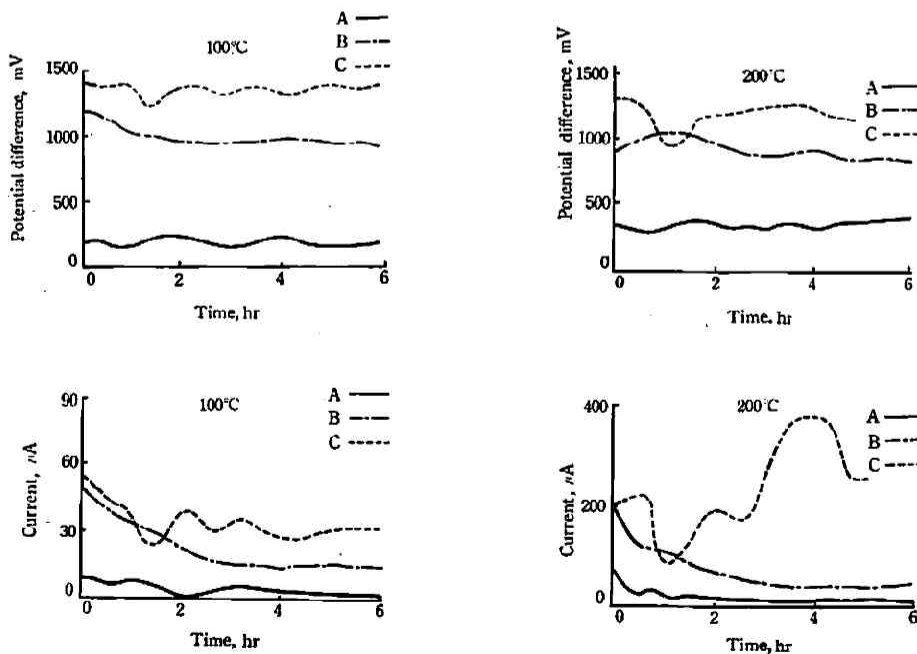 A
B
C
100℃
Potential difference, mV
1500
1000
500
0
0
2
4
6
Time, hr
A
B
C
200℃
Potential difference, mV
1500
1000
500
0
0
2
4
6
Time. hr
A
B
C
100℃
Current, nA
90
60
30
0
0
2
4
6
Time, hr
A
B
C
200℃
Current, nA
400
200
0
0
2
4
6
Time, hr